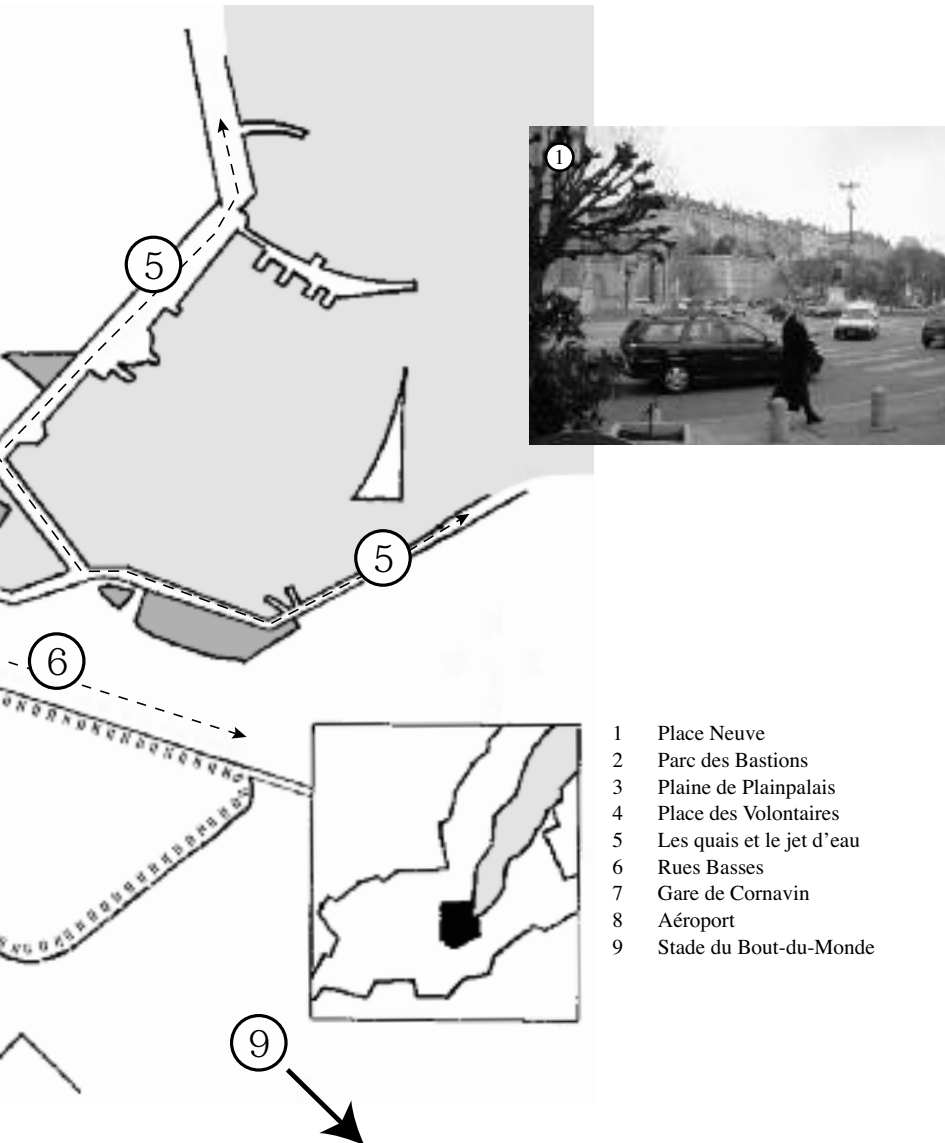 1
5
5
6
1 Place Neuve
2 Parc des Bastions
3 Plaine de Plainpalais
4 Place des Volontaires
5 Les quais et le jet d’eau
6 Rues Basses
7 Gare de Cornavin
8 Aéroport
9 Stade du Bout-du-Monde
9